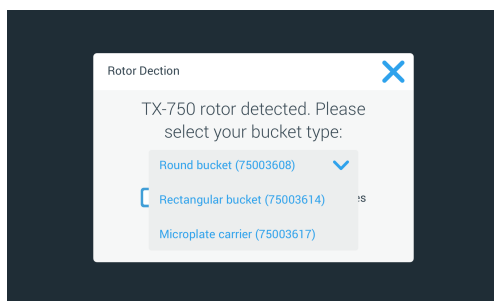 Rotor Dection
TX-750 rotor detected. Please
select your bucket type:
Round bucket (75003608)
Rectangular bucket (75003614)
Microplate carrier (75003617)